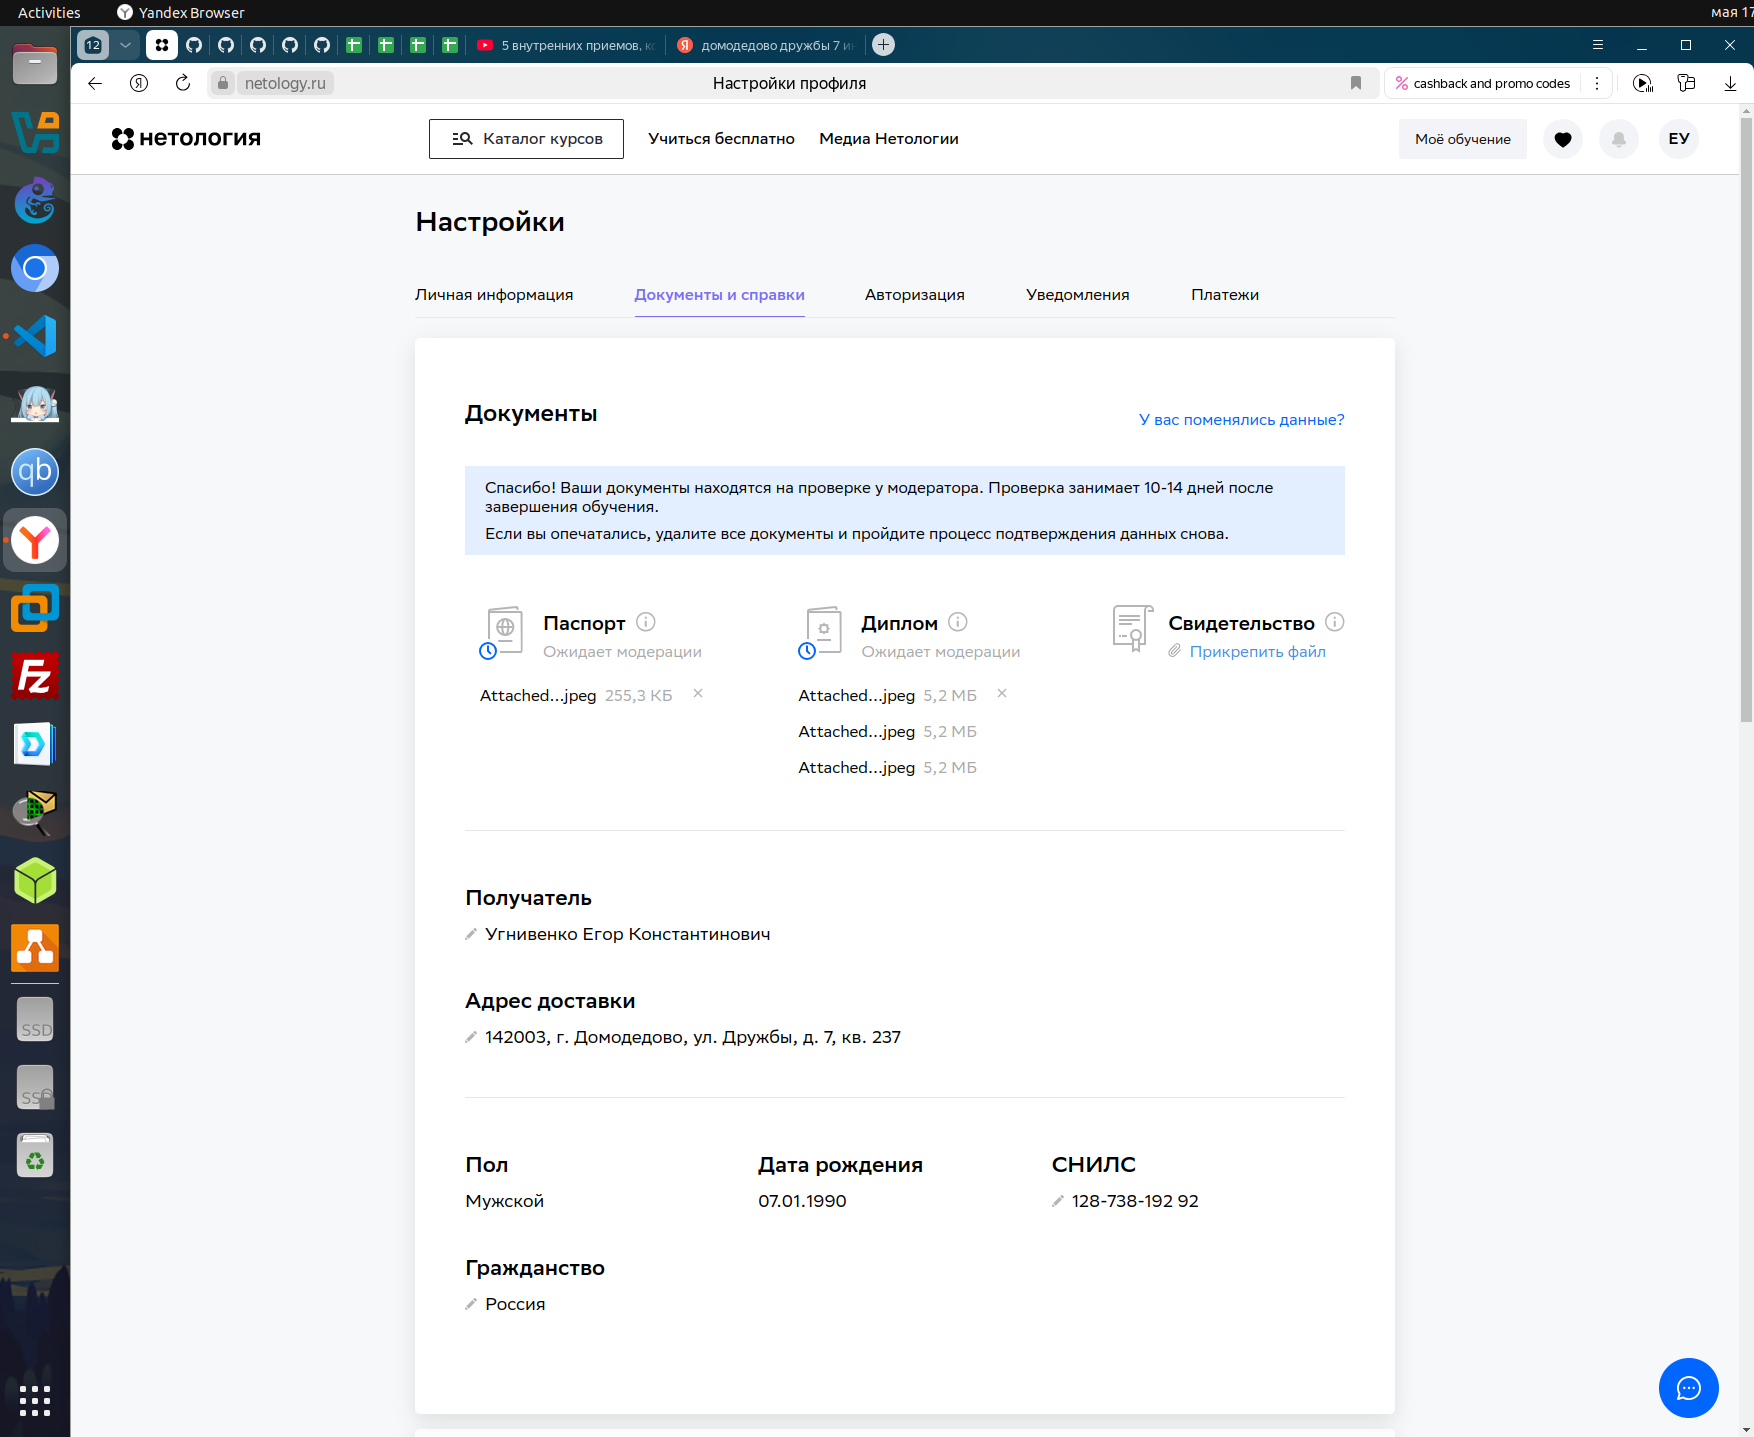 Activities
Yandex Browser
мая 17
12
5 внутренних приемов, к
домодедово дружбы 7 и
netology.ru
Настройки профиля
cashback and promo codes
нетология
Каталог курсов
Учиться бесплатно
Медиа Нетологии
Моё обучение
ЕУ
Настройки
Личная информация
Документы и справки
Авторизация
Уведомления
Платежи
Документы
У вас поменялись данные?
Спасибо! Ваши документы находятся на проверке у модератора. Проверка занимает 10-14 дней после
завершения обучения.
Если вы опечатались, удалите все документы и пройдите процесс подтверждения данных снова.
Паспорт
Ожидает модерации
Attached...jpeg 255,3 КБ
Диплом
Ожидает модерации
Attached...jpeg 5,2 МБ
Attached...jpeg 5,2 МБ
Attached...jpeg 5,2 МБ
Свидетельство
Прикрепить файл
Получатель
Угнивенко Егор Константинович
Адрес доставки
142003, г. Домодедово, ул. Дружбы, д. 7, кв. 237
Пол
Мужской
Дата рождения
07.01.1990
СНИЛС
128-738-192 92
Гражданство
Россия
qb
Fz
SSD